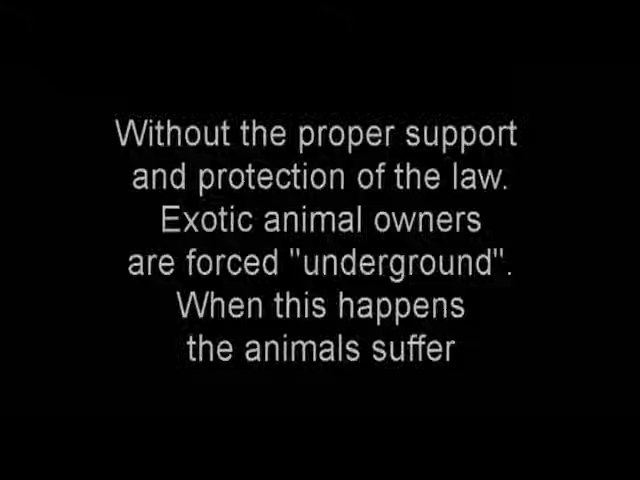 Without the proper support
and protection of the law.
Exotic animal owners
are forced "underground".
When this happens
the animals suffer